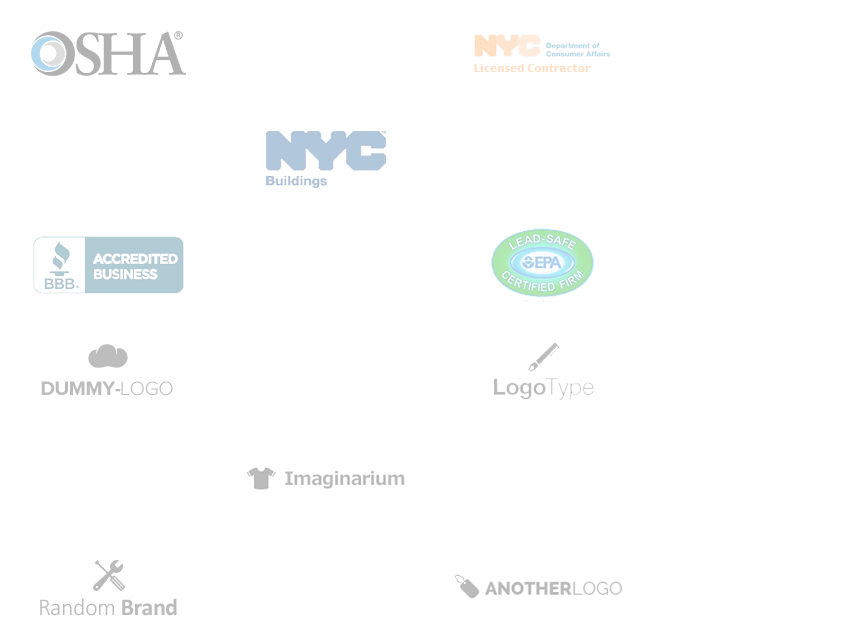 OSHA®
NYC Department of
Consumer Affairs
Licensed Contractor
NYC
Buildings
BBB.
ACCREDITED
BUSINESS
LEAD-SAFE
EPA
CERTIFIED FIRM
DUMMY-LOGO
LogoType
Imaginarium
Random Brand
ANOTHERLOGO